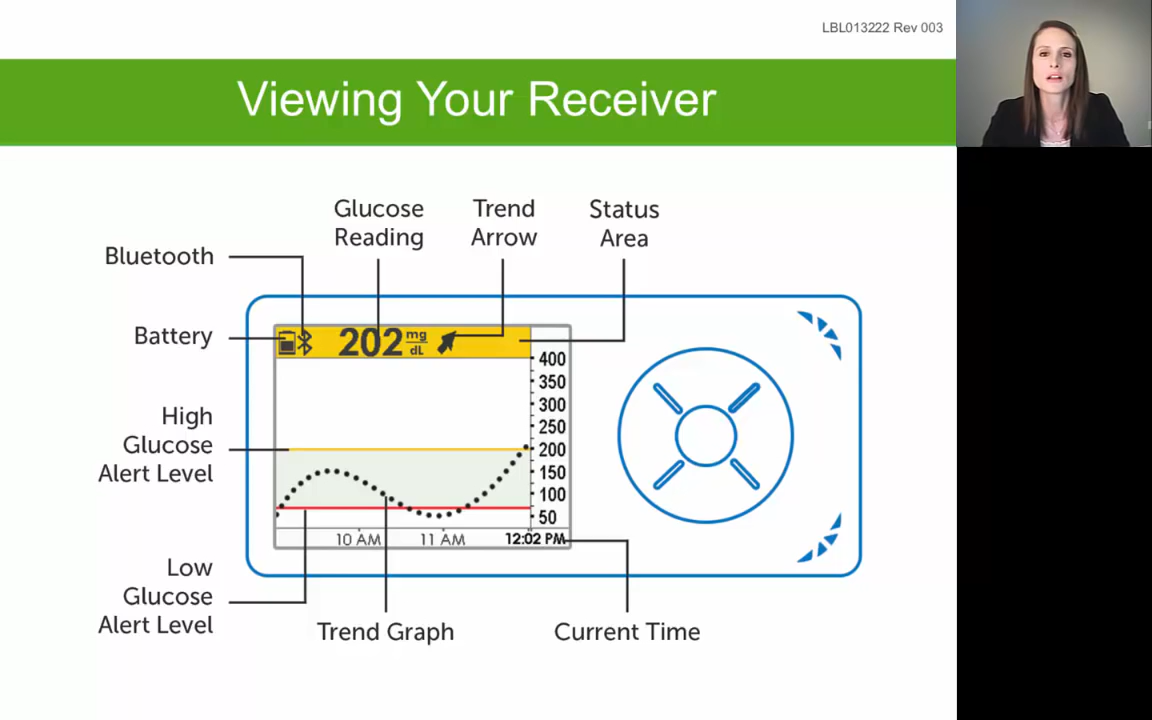 LBL013222 Rev 003
Viewing Your Receiver
Glucose
Reading
Trend
Arrow
Status
Area
Bluetooth
Battery
High
Glucose
Alert Level
Low
Glucose
Alert Level
202 mg/dL
400
350
300
250
200
150
100
50
10 AM 11 AM 12:02 PM
Trend Graph
Current Time